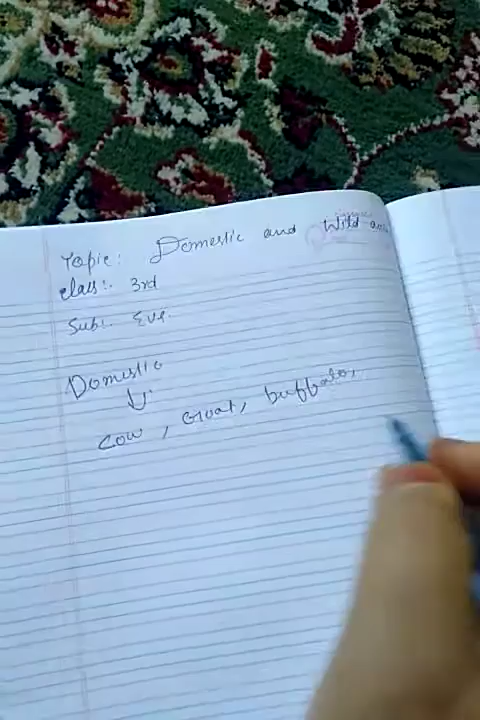 Topic: Domestic and Wild
Class:. 3rd
Sub:. Eve.
Domestic
Cow, Goat, buffalo,